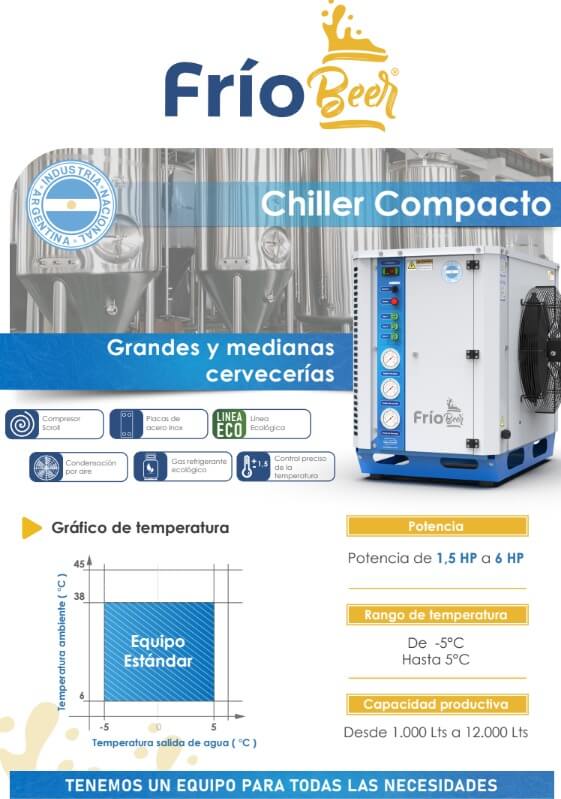 Frío Beer®
INDUSTRIA NACIONAL
ARGENTINA
Chiller Compacto
Grandes y medianas
cervecerías
Frío Beer
Compresor
Scroll
Placas de
acero inox
LINEA
ECO
Línea
Ecológica
Condensación
por aire
Gas refrigerante
ecológico
± 1,5
Control preciso
de la
temperatura
Gráfico de temperatura
Temperatura ambiente ( °C )
45
38
6
Equipo
Estándar
-5 0 5
Temperatura salida de agua ( °C )
Potencia
Potencia de 1,5 HP a 6 HP
Rango de temperatura
De -5°C
Hasta 5°C
Capacidad productiva
Desde 1.000 Lts a 12.000 Lts
TENEMOS UN EQUIPO PARA TODAS LAS NECESIDADES